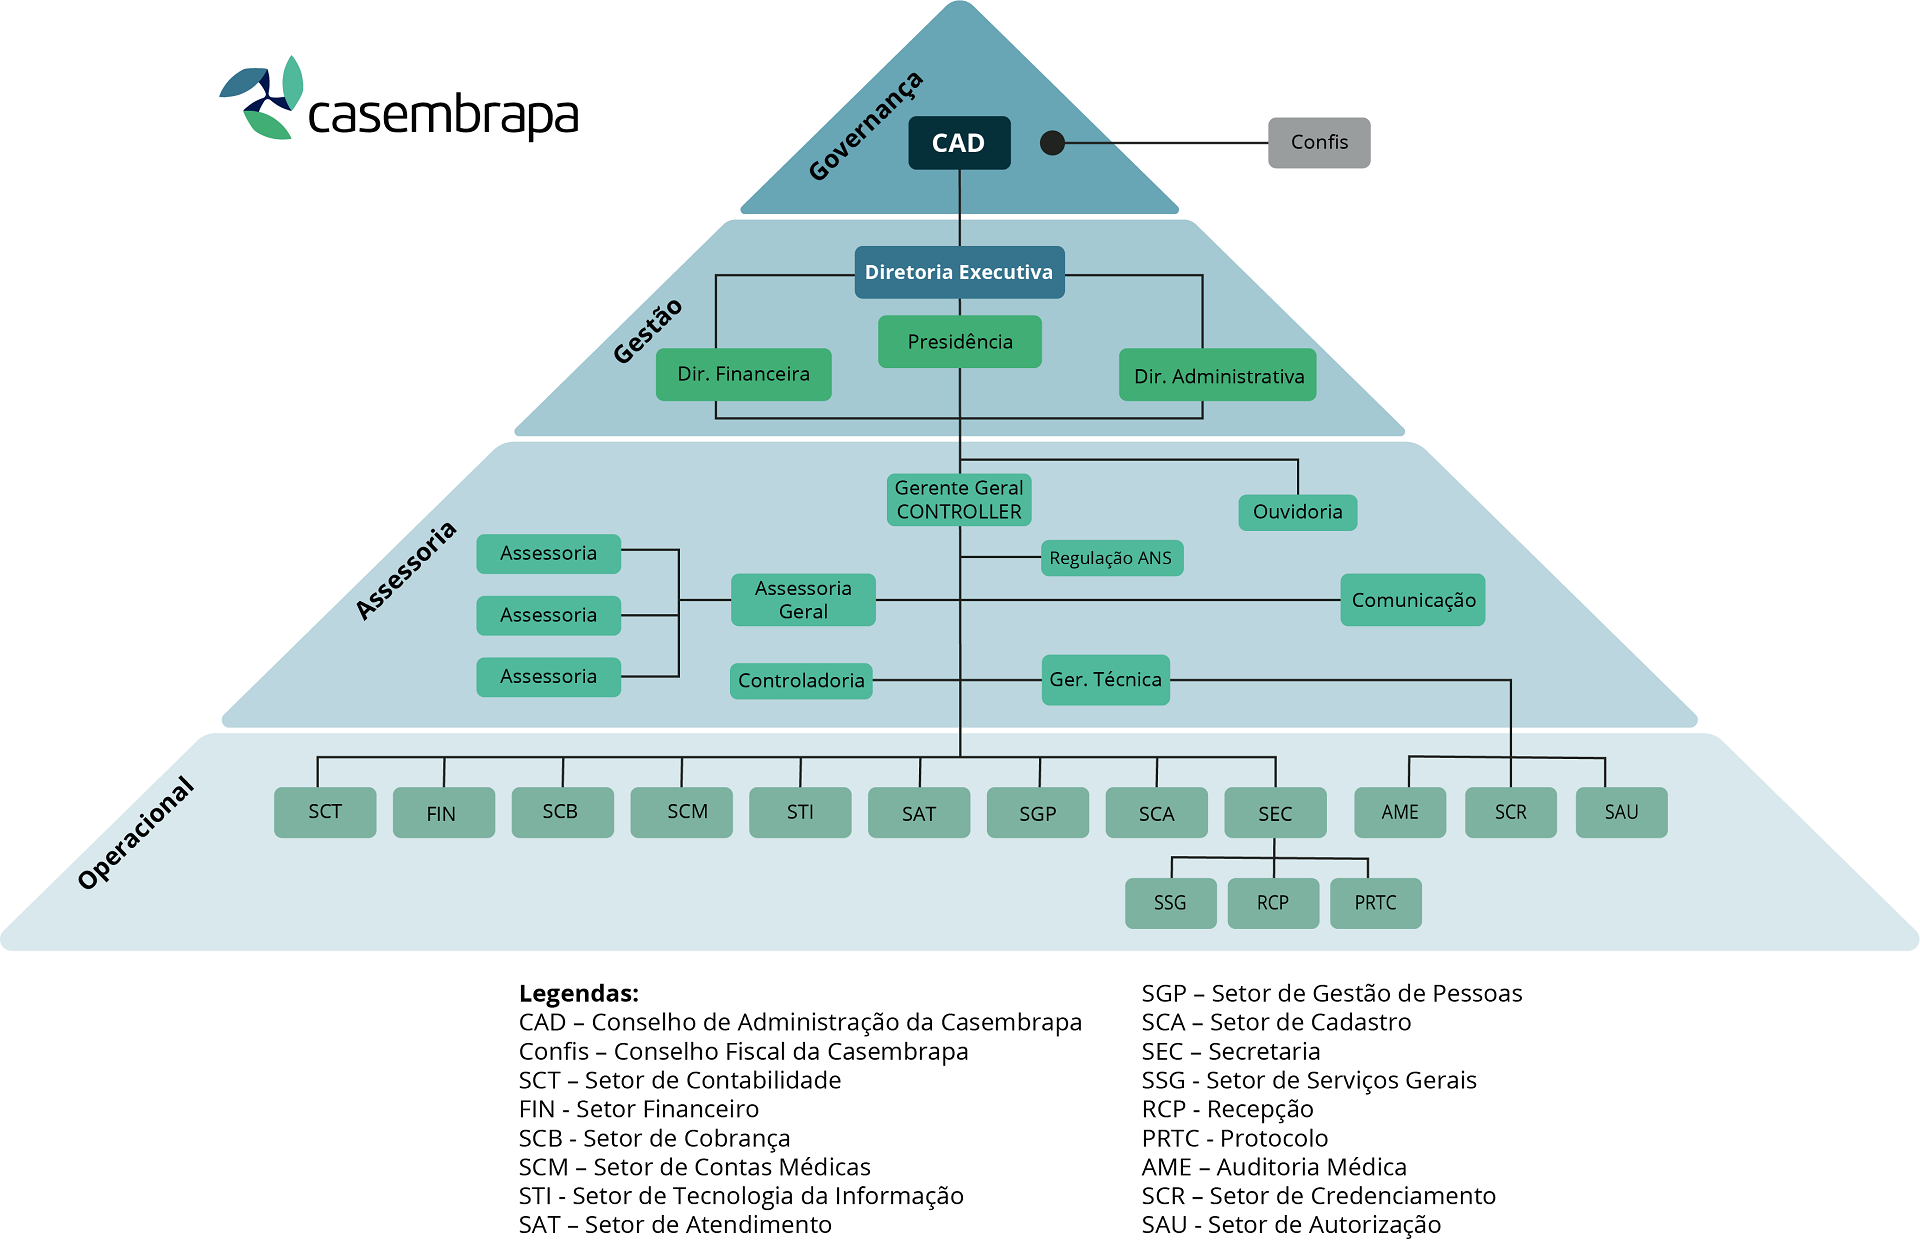 casembrapa
Governança
CAD
Confis
Gestão
Diretoria Executiva
Presidência
Dir. Financeira
Dir. Administrativa
Assessoria
Gerente Geral
CONTROLLER
Ouvidoria
Assessoria
Regulação ANS
Assessoria
Geral
Comunicação
Assessoria
Assessoria
Controladoria
Ger. Técnica
Operacional
SCT
FIN
SCB
SCM
STI
SAT
SGP
SCA
SEC
AME
SCR
SAU
SSG
RCP
PRTC
Legendas:
CAD – Conselho de Administração da Casembrapa
Confis – Conselho Fiscal da Casembrapa
SCT – Setor de Contabilidade
FIN - Setor Financeiro
SCB - Setor de Cobrança
SCM – Setor de Contas Médicas
STI - Setor de Tecnologia da Informação
SAT – Setor de Atendimento
SGP – Setor de Gestão de Pessoas
SCA – Setor de Cadastro
SEC – Secretaria
SSG - Setor de Serviços Gerais
RCP - Recepção
PRTC - Protocolo
AME – Auditoria Médica
SCR – Setor de Credenciamento
SAU - Setor de Autorização